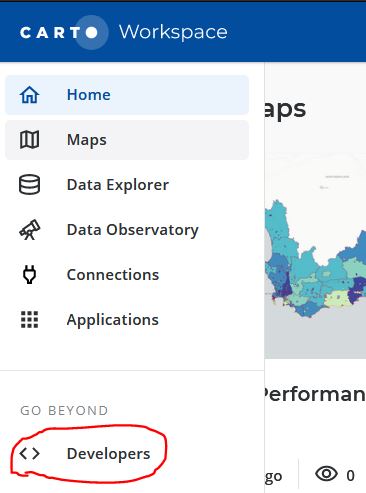 CARTO Workspace
Home
Maps
aps
Data Explorer
Data Observatory
Connections
Applications
Performan
GO BEYOND
Developers
go
0